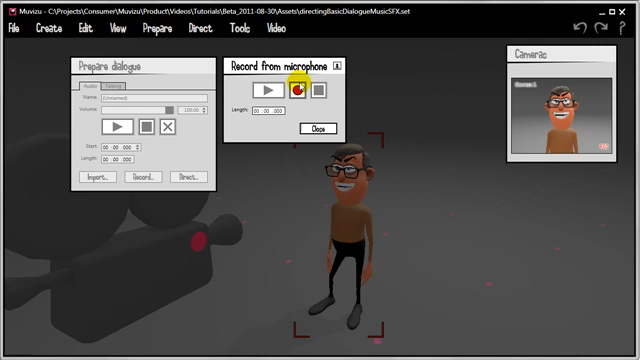 Muvizu - C:\Projects\Consumer\Muvizu\Product\Videos\Tutorials\Beta_2011-08-30\Assets\directingBasicDialogueMusicSFX.set
File Create Edit View Prepare Direct Tools Video
Prepare dialogue
Audio Talking
Name: (Unnamed)
Volume: 100.00
Start: 00 : 00 . 000
Length: 00 : 00 . 000
Import... Record... Direct...
Record from microphone
Length: 00 : 00 . 000
Close
Cameras
Camera 1